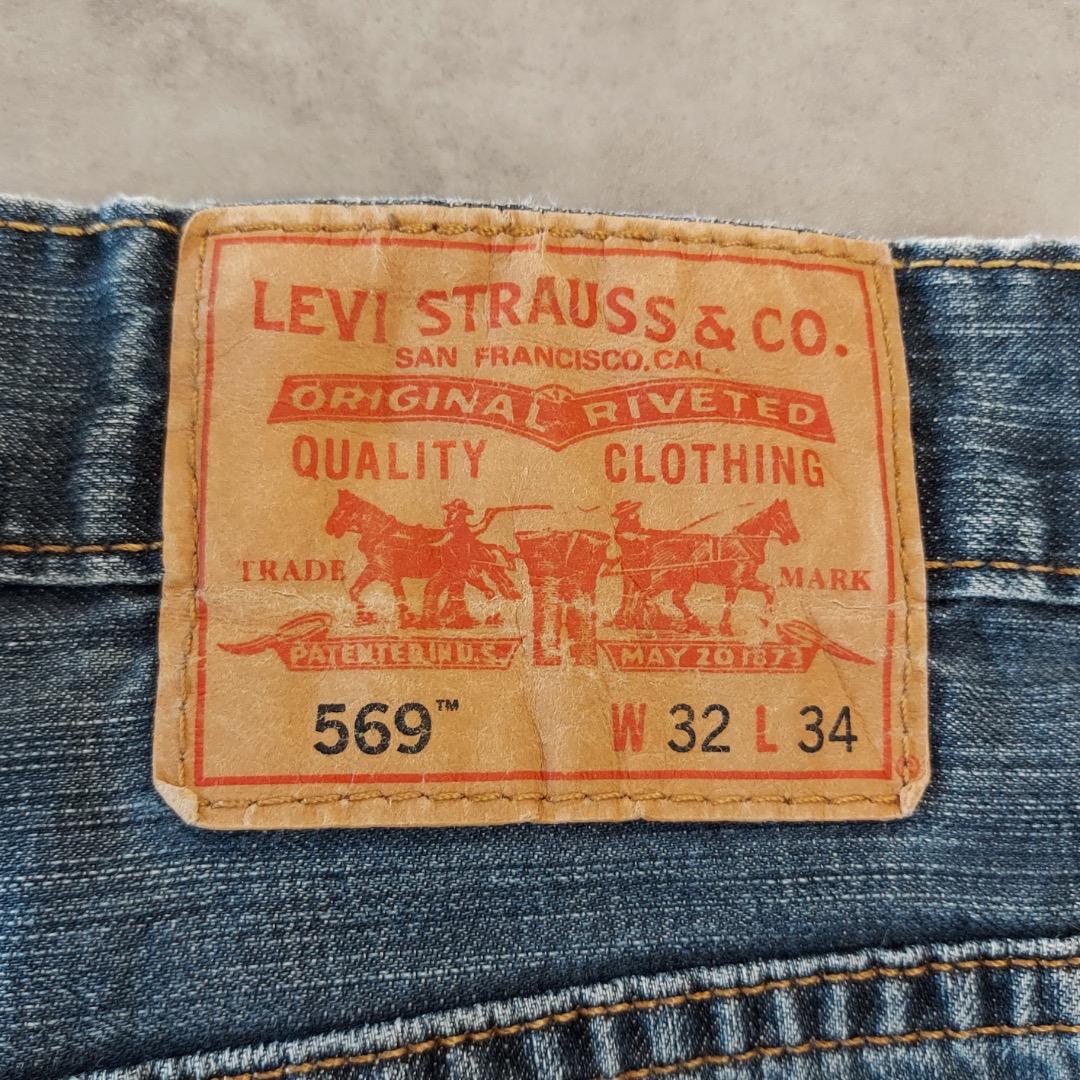 LEVI STRAUSS & CO.
SAN FRANCISCO, CAL.
ORIGINAL RIVETED
QUALITY CLOTHING
TRADE MARK
PATENTED IN U.S. MAY 20 1873
569™ W 32 L 34
®